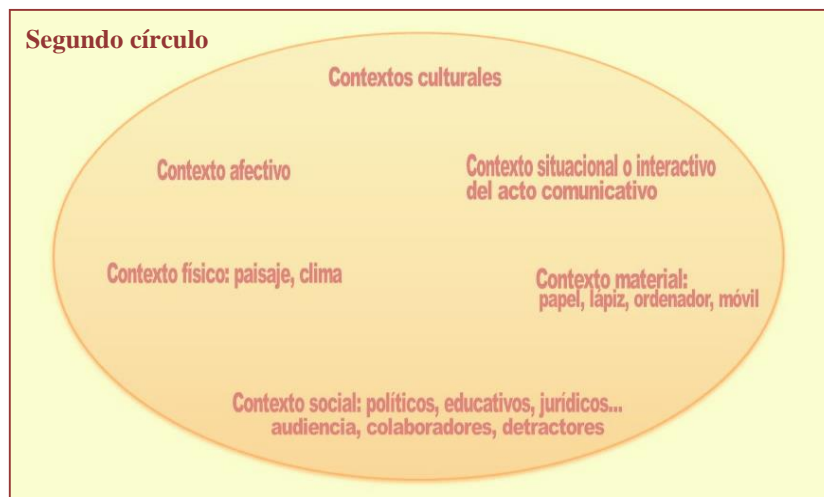 Segundo círculo
Contextos culturales
Contexto afectivo
Contexto situacional o interactivo
del acto comunicativo
Contexto físico: paisaje, clima
Contexto material:
papel, lápiz, ordenador, móvil
Contexto social: políticos, educativos, jurídicos...
audiencia, colaboradores, detractores